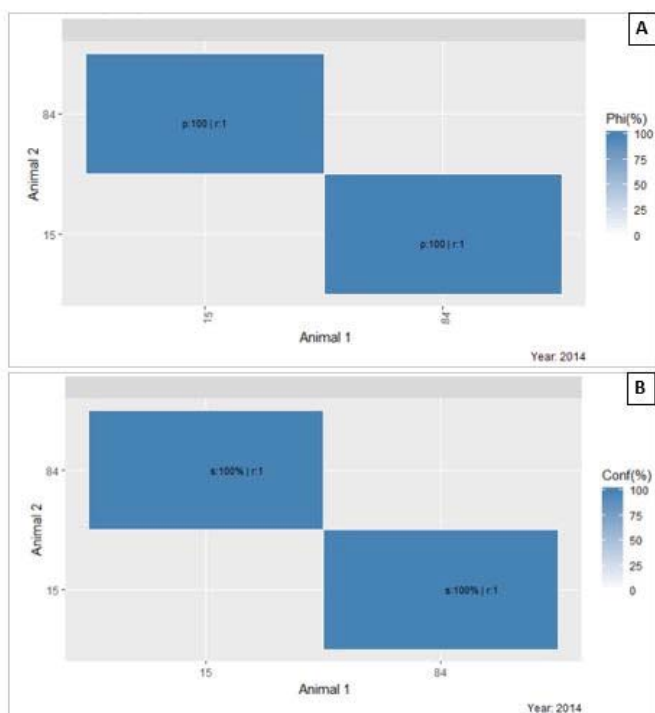 A
Animal 2
84
15
p:100 | r:1
p:100 | r:1
15
84
Animal 1
Year: 2014
Phi(%)
100
75
50
25
0
B
Animal 2
84
15
s:100% | r:1
s:100% | r:1
15
84
Animal 1
Year: 2014
Conf(%)
100
75
50
25
0